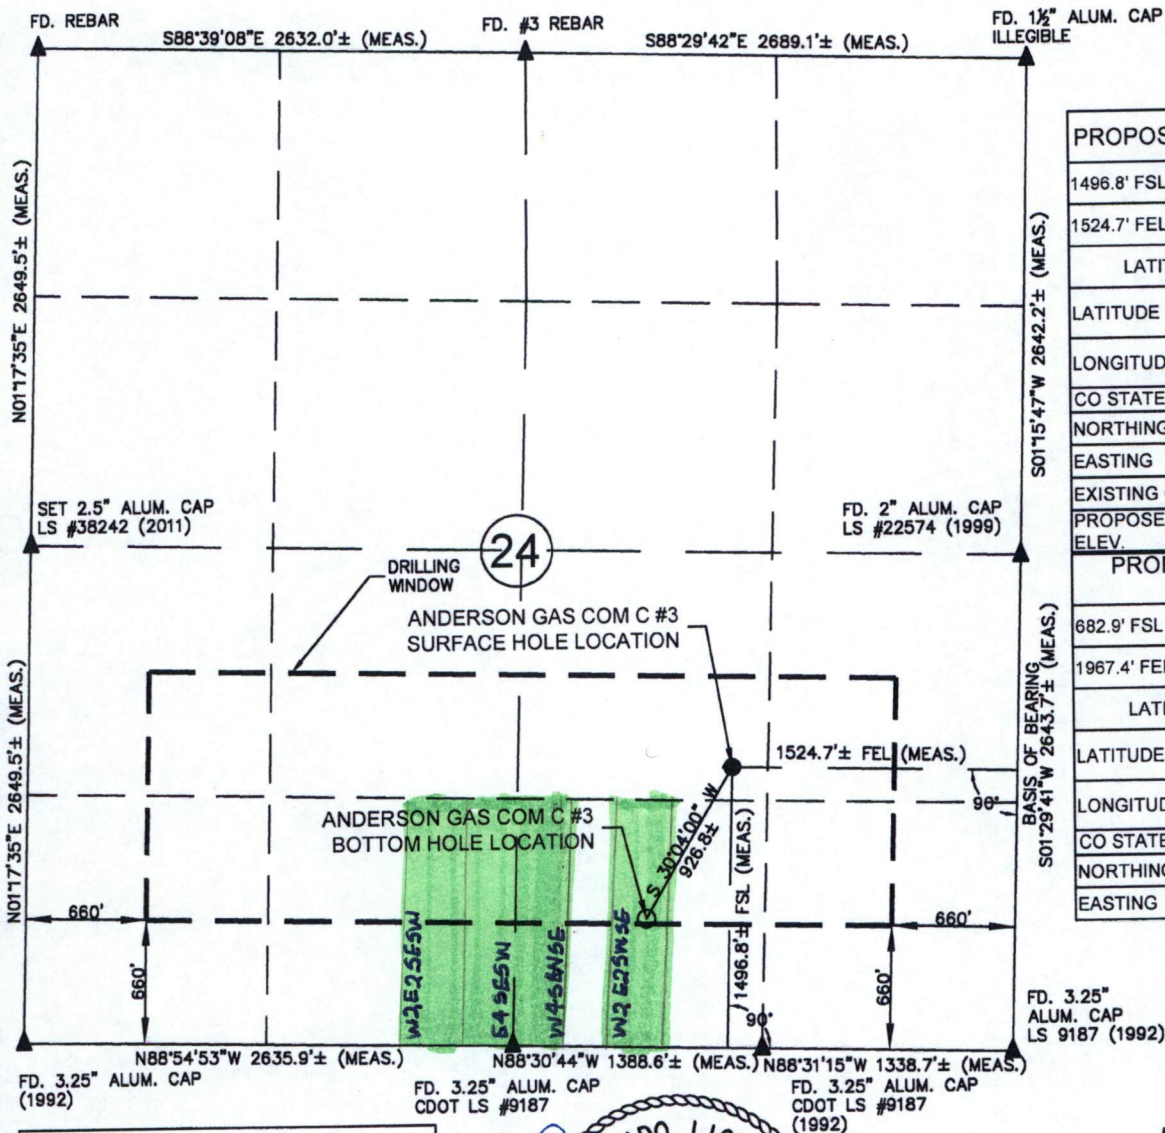 FD. REBAR
S88°39'08"E 2632.0'± (MEAS.)
FD. #3 REBAR
S88°29'42"E 2689.1'± (MEAS.)
FD. 1½" ALUM. CAP
ILLEGIBLE
N01°17'35"E 2649.5'± (MEAS.)
S01°15'47"W 2642.2'± (MEAS.)
PROPOS
1496.8' FSL
1524.7' FEL
LATIT
LATITUDE
LONGITUD
CO STATE
NORTHING
EASTING
EXISTING
PROPOSE
ELEV.
PROP
682.9' FSL
1967.4' FEL
LATI
LATITUDE
LONGITUD
CO STATE
NORTHING
EASTING
SET 2.5" ALUM. CAP
LS #38242 (2011)
24
FD. 2" ALUM. CAP
LS #22574 (1999)
DRILLING
WINDOW
ANDERSON GAS COM C #3
SURFACE HOLE LOCATION
N01°17'35"E 2649.5'± (MEAS.)
BASIS OF BEARING
S01°29'41"W 2643.7'± (MEAS.)
1524.7'± FEL (MEAS.)
90°
ANDERSON GAS COM C #3
BOTTOM HOLE LOCATION
S 30°04'00" W
926.8±
1496.8'± FSL (MEAS.)
660'
660'
W2E2SESW
E4SESW
W4SWSE
W2E2SWSE
660'
660'
90°
FD. 3.25"
ALUM. CAP
LS 9187 (1992)
N88°54'53"W 2635.9'± (MEAS.)
N88°30'44"W 1388.6'± (MEAS.)
N88°31'15"W 1338.7'± (MEAS.)
FD. 3.25" ALUM. CAP
(1992)
FD. 3.25" ALUM. CAP
CDOT LS #9187
FD. 3.25" ALUM. CAP
CDOT LS #9187
(1992)